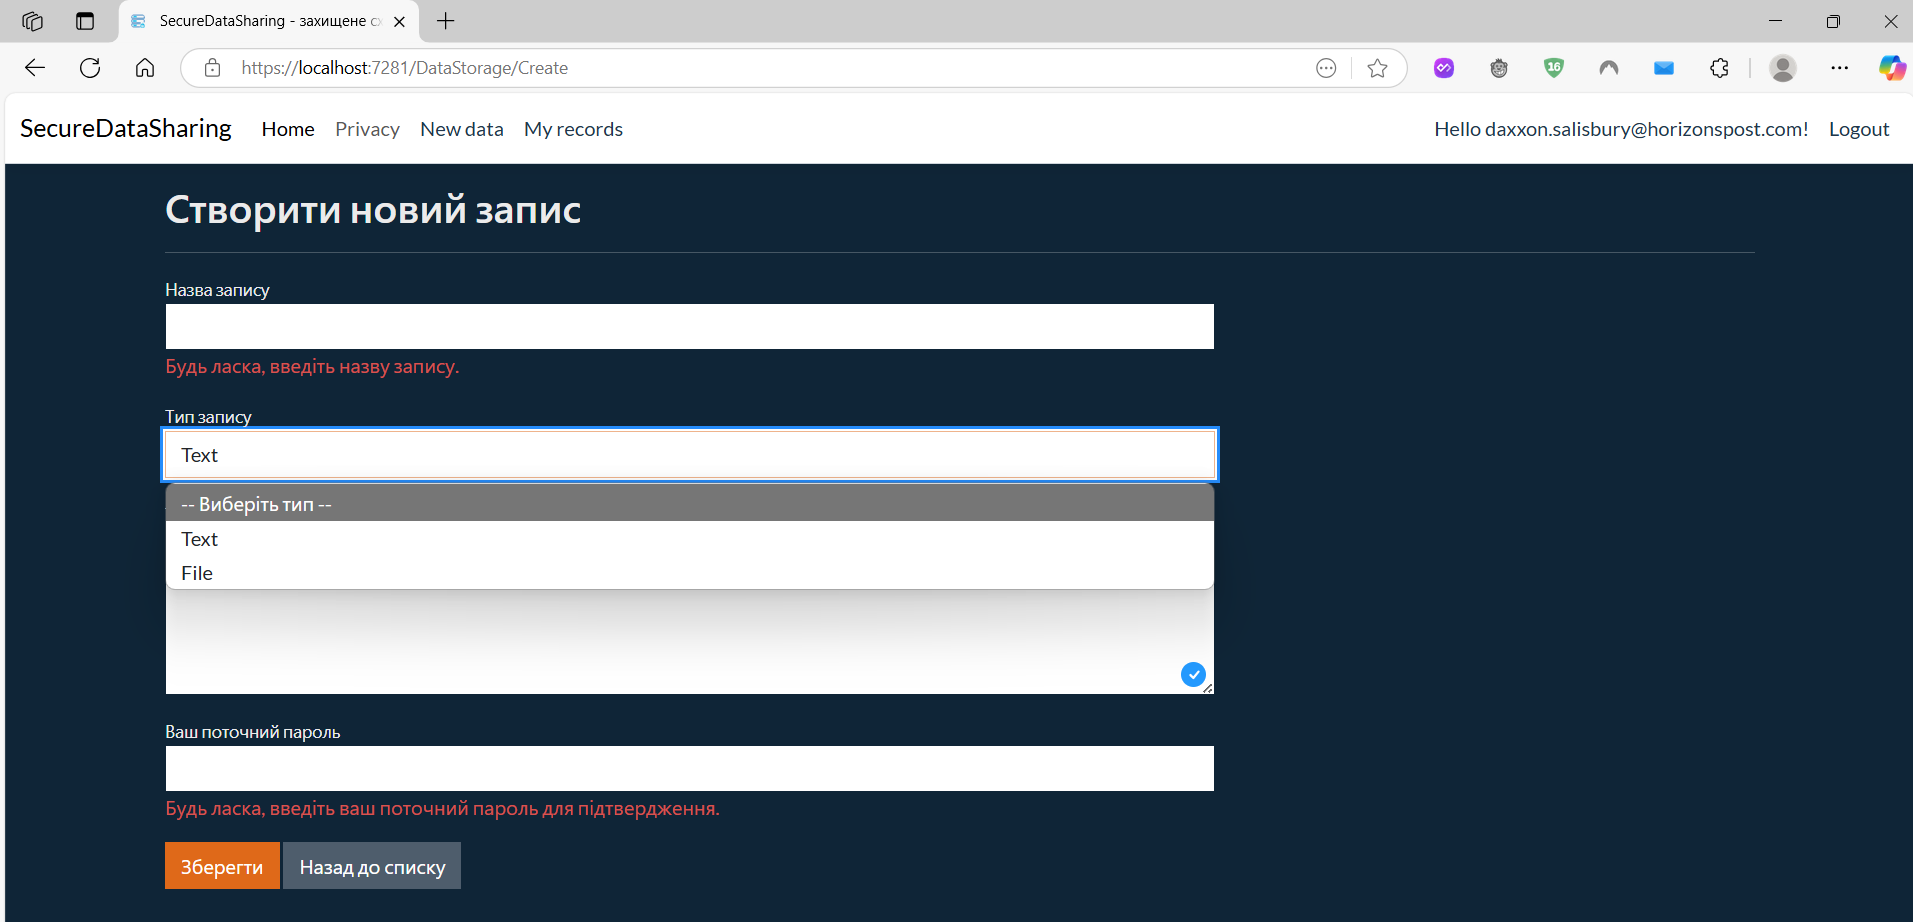 SecureDataSharing - захищене сх
https://localhost:7281/DataStorage/Create
16
SecureDataSharing Home Privacy New data My records Hello daxxon.salisbury@horizonspost.com! Logout
Створити новий запис
Назва запису
Будь ласка, введіть назву запису.
Тип запису
Text
-- Виберіть тип --
Text
File
Ваш поточний пароль
Будь ласка, введіть ваш поточний пароль для підтвердження.
Зберегти Назад до списку